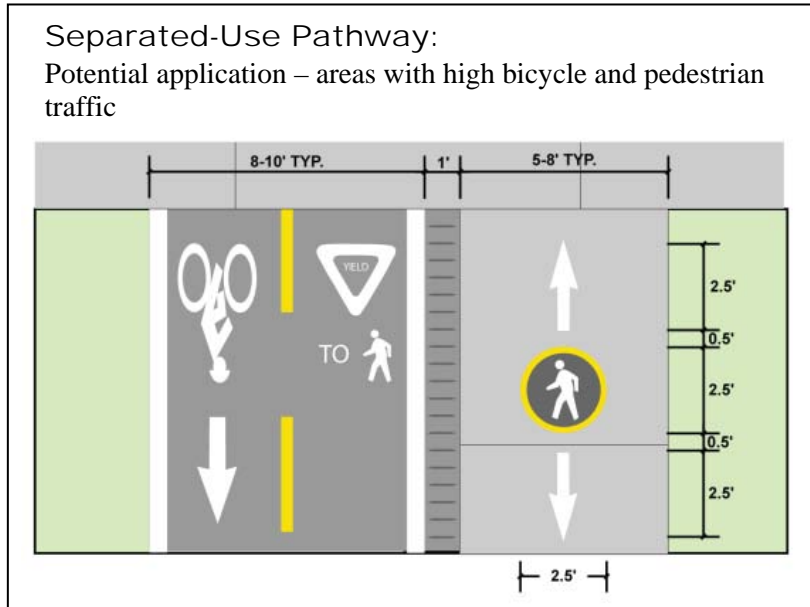 Separated-Use Pathway:
Potential application – areas with high bicycle and pedestrian
traffic
8-10' TYP.
1'
5-8' TYP.
YIELD
TO
2.5'
0.5'
2.5'
0.5'
2.5'
2.5'